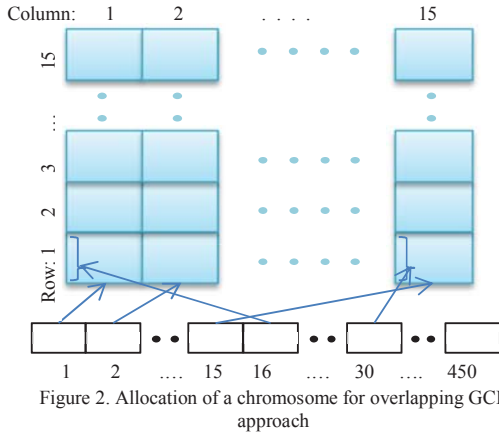 Column: 1 2 . . . . 15
15
...
3
2
Row: 1
1 2 .... 15 16 .... 30 .... 450
Figure 2. Allocation of a chromosome for overlapping GCI
approach